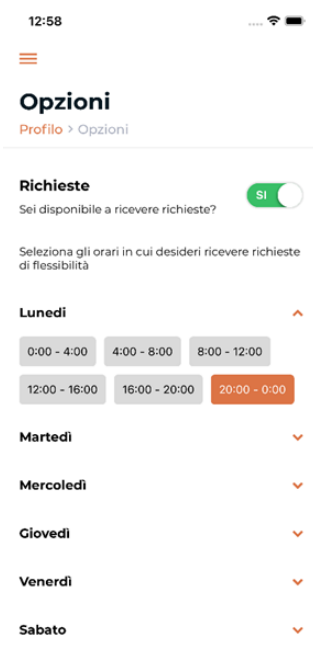 12:58
Opzioni
Profilo > Opzioni
Richieste
SI
Sei disponibile a ricevere richieste?
Seleziona gli orari in cui desideri ricevere richieste
di flessibilità
Lunedì
0:00 - 4:00
4:00 - 8:00
8:00 - 12:00
12:00 - 16:00
16:00 - 20:00
20:00 - 0:00
Martedì
Mercoledì
Giovedì
Venerdì
Sabato